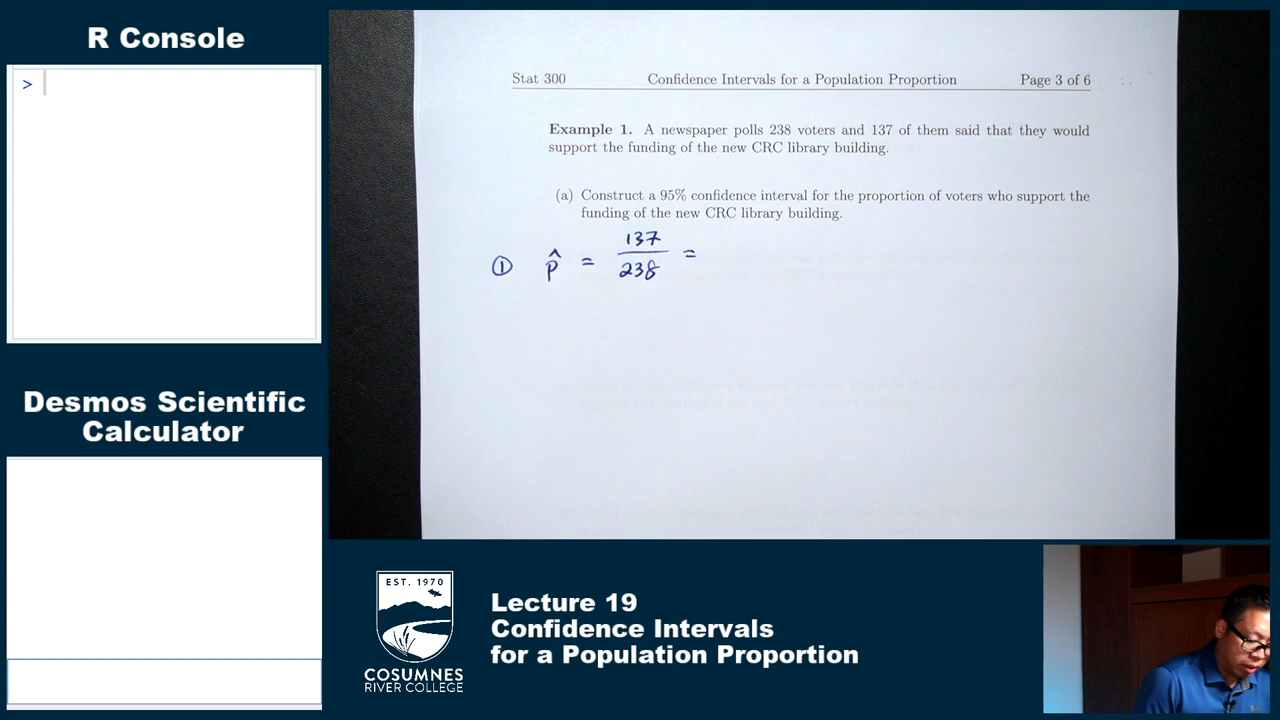 R Console
>
Desmos Scientific
Calculator
Stat 300 Confidence Intervals for a Population Proportion Page 3 of 6
Example 1. A newspaper polls 238 voters and 137 of them said that they would
support the funding of the new CRC library building.
(a) Construct a 95% confidence interval for the proportion of voters who support the
funding of the new CRC library building.
① p̂ = 137/238 =
EST. 1970
COSUMNES
RIVER COLLEGE
Lecture 19
Confidence Intervals
for a Population Proportion